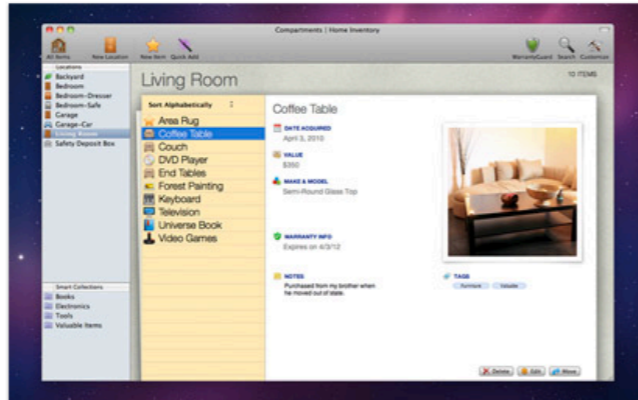 Compartments | Home Inventory
All Items
New Location
New Item
Quick Add
WarrantyGuard
Search
Customize
Locations
Backyard
Bedroom
Bedroom-Dresser
Bedroom-Safe
Garage
Garage-Car
Living Room
Safety Deposit Box
Smart Collections
Books
Electronics
Tools
Valuable Items
Living Room
10 ITEMS
Sort Alphabetically
Area Rug
Coffee Table
Couch
DVD Player
End Tables
Forest Painting
Keyboard
Television
Universe Book
Video Games
Coffee Table
DATE ACQUIRED
April 3, 2010
VALUE
$350
MAKE & MODEL
Semi-Round Glass Top
WARRANTY INFO
Expires on 4/3/12
NOTES
Purchased from my brother when
he moved out of state.
TAGS
Furniture
Valuable
Delete
Edit
Move